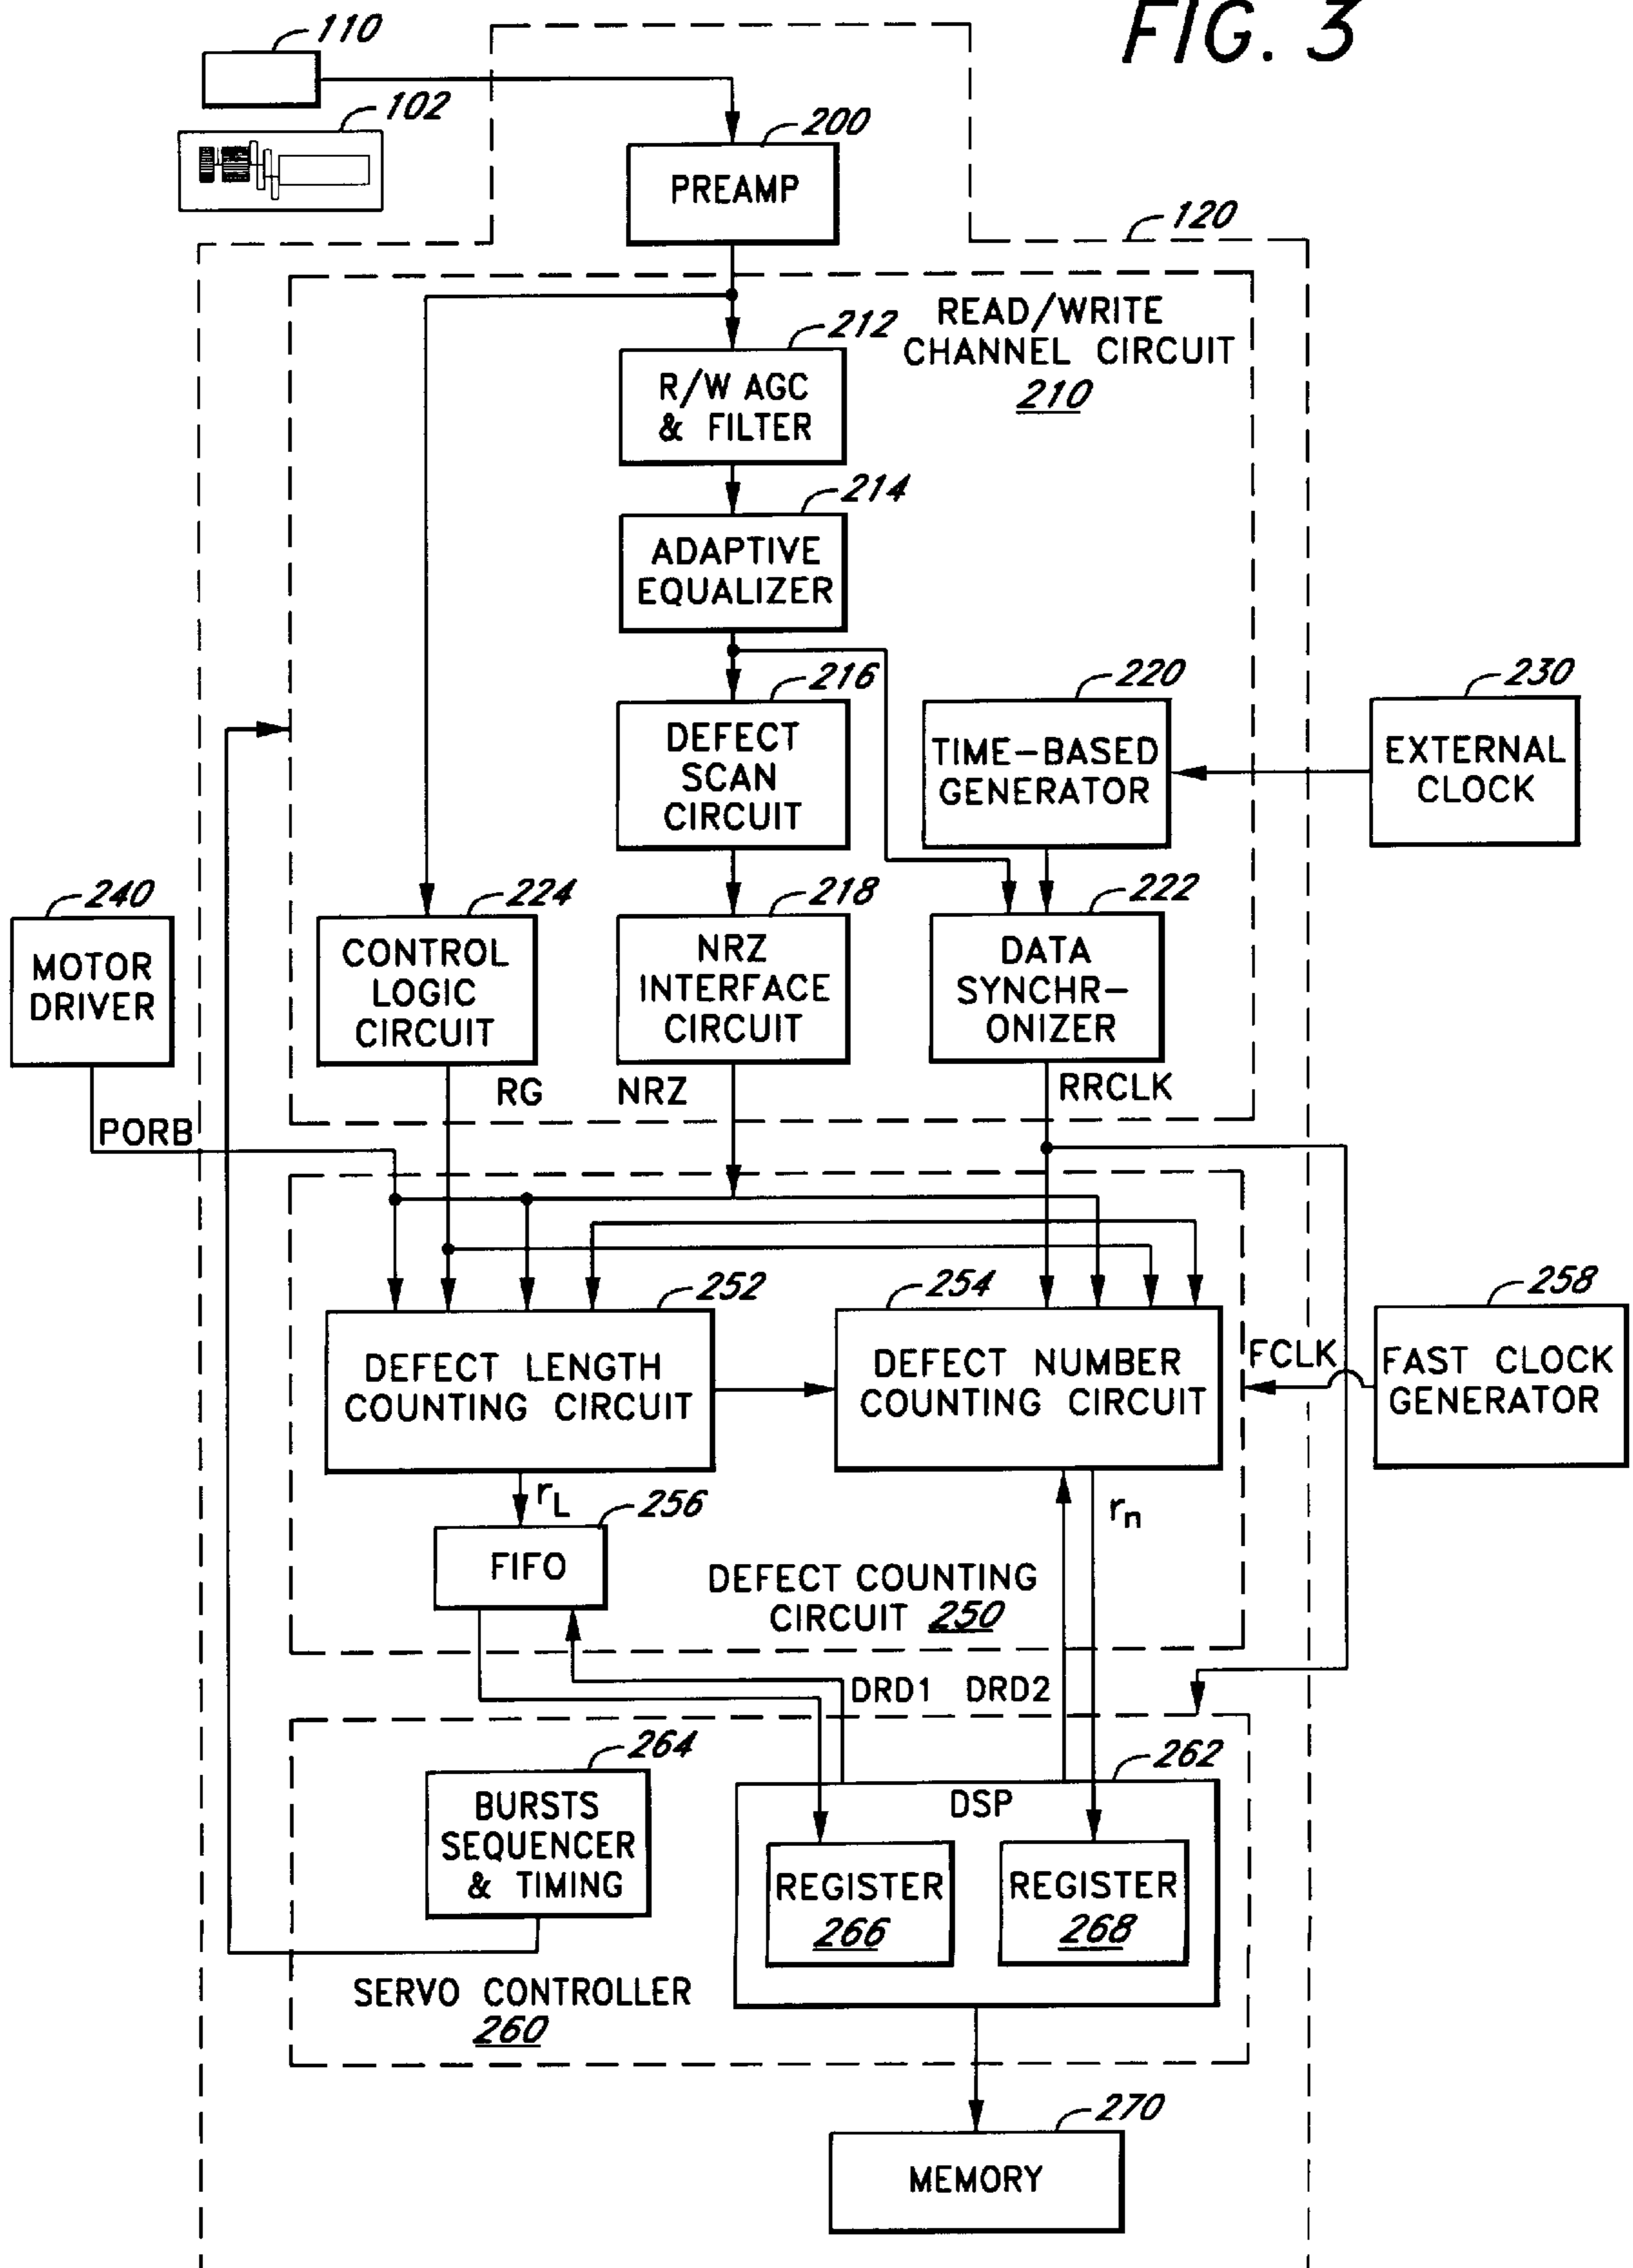 FIG. 3
110
102
200
PREAMP
120
READ/WRITE
CHANNEL CIRCUIT
210
212
R/W AGC
& FILTER
214
ADAPTIVE
EQUALIZER
216
DEFECT
SCAN
CIRCUIT
220
TIME-BASED
GENERATOR
230
EXTERNAL
CLOCK
240
MOTOR
DRIVER
224
CONTROL
LOGIC
CIRCUIT
218
NRZ
INTERFACE
CIRCUIT
222
DATA
SYNCHR-
ONIZER
RG
NRZ
RRCLK
PORB
252
DEFECT LENGTH
COUNTING CIRCUIT
254
DEFECT NUMBER
COUNTING CIRCUIT
FCLK
258
FAST CLOCK
GENERATOR
rL
256
FIFO
rn
DEFECT COUNTING
CIRCUIT 250
DRD1 DRD2
264
BURSTS
SEQUENCER
& TIMING
262
DSP
REGISTER
266
REGISTER
268
SERVO CONTROLLER
260
270
MEMORY